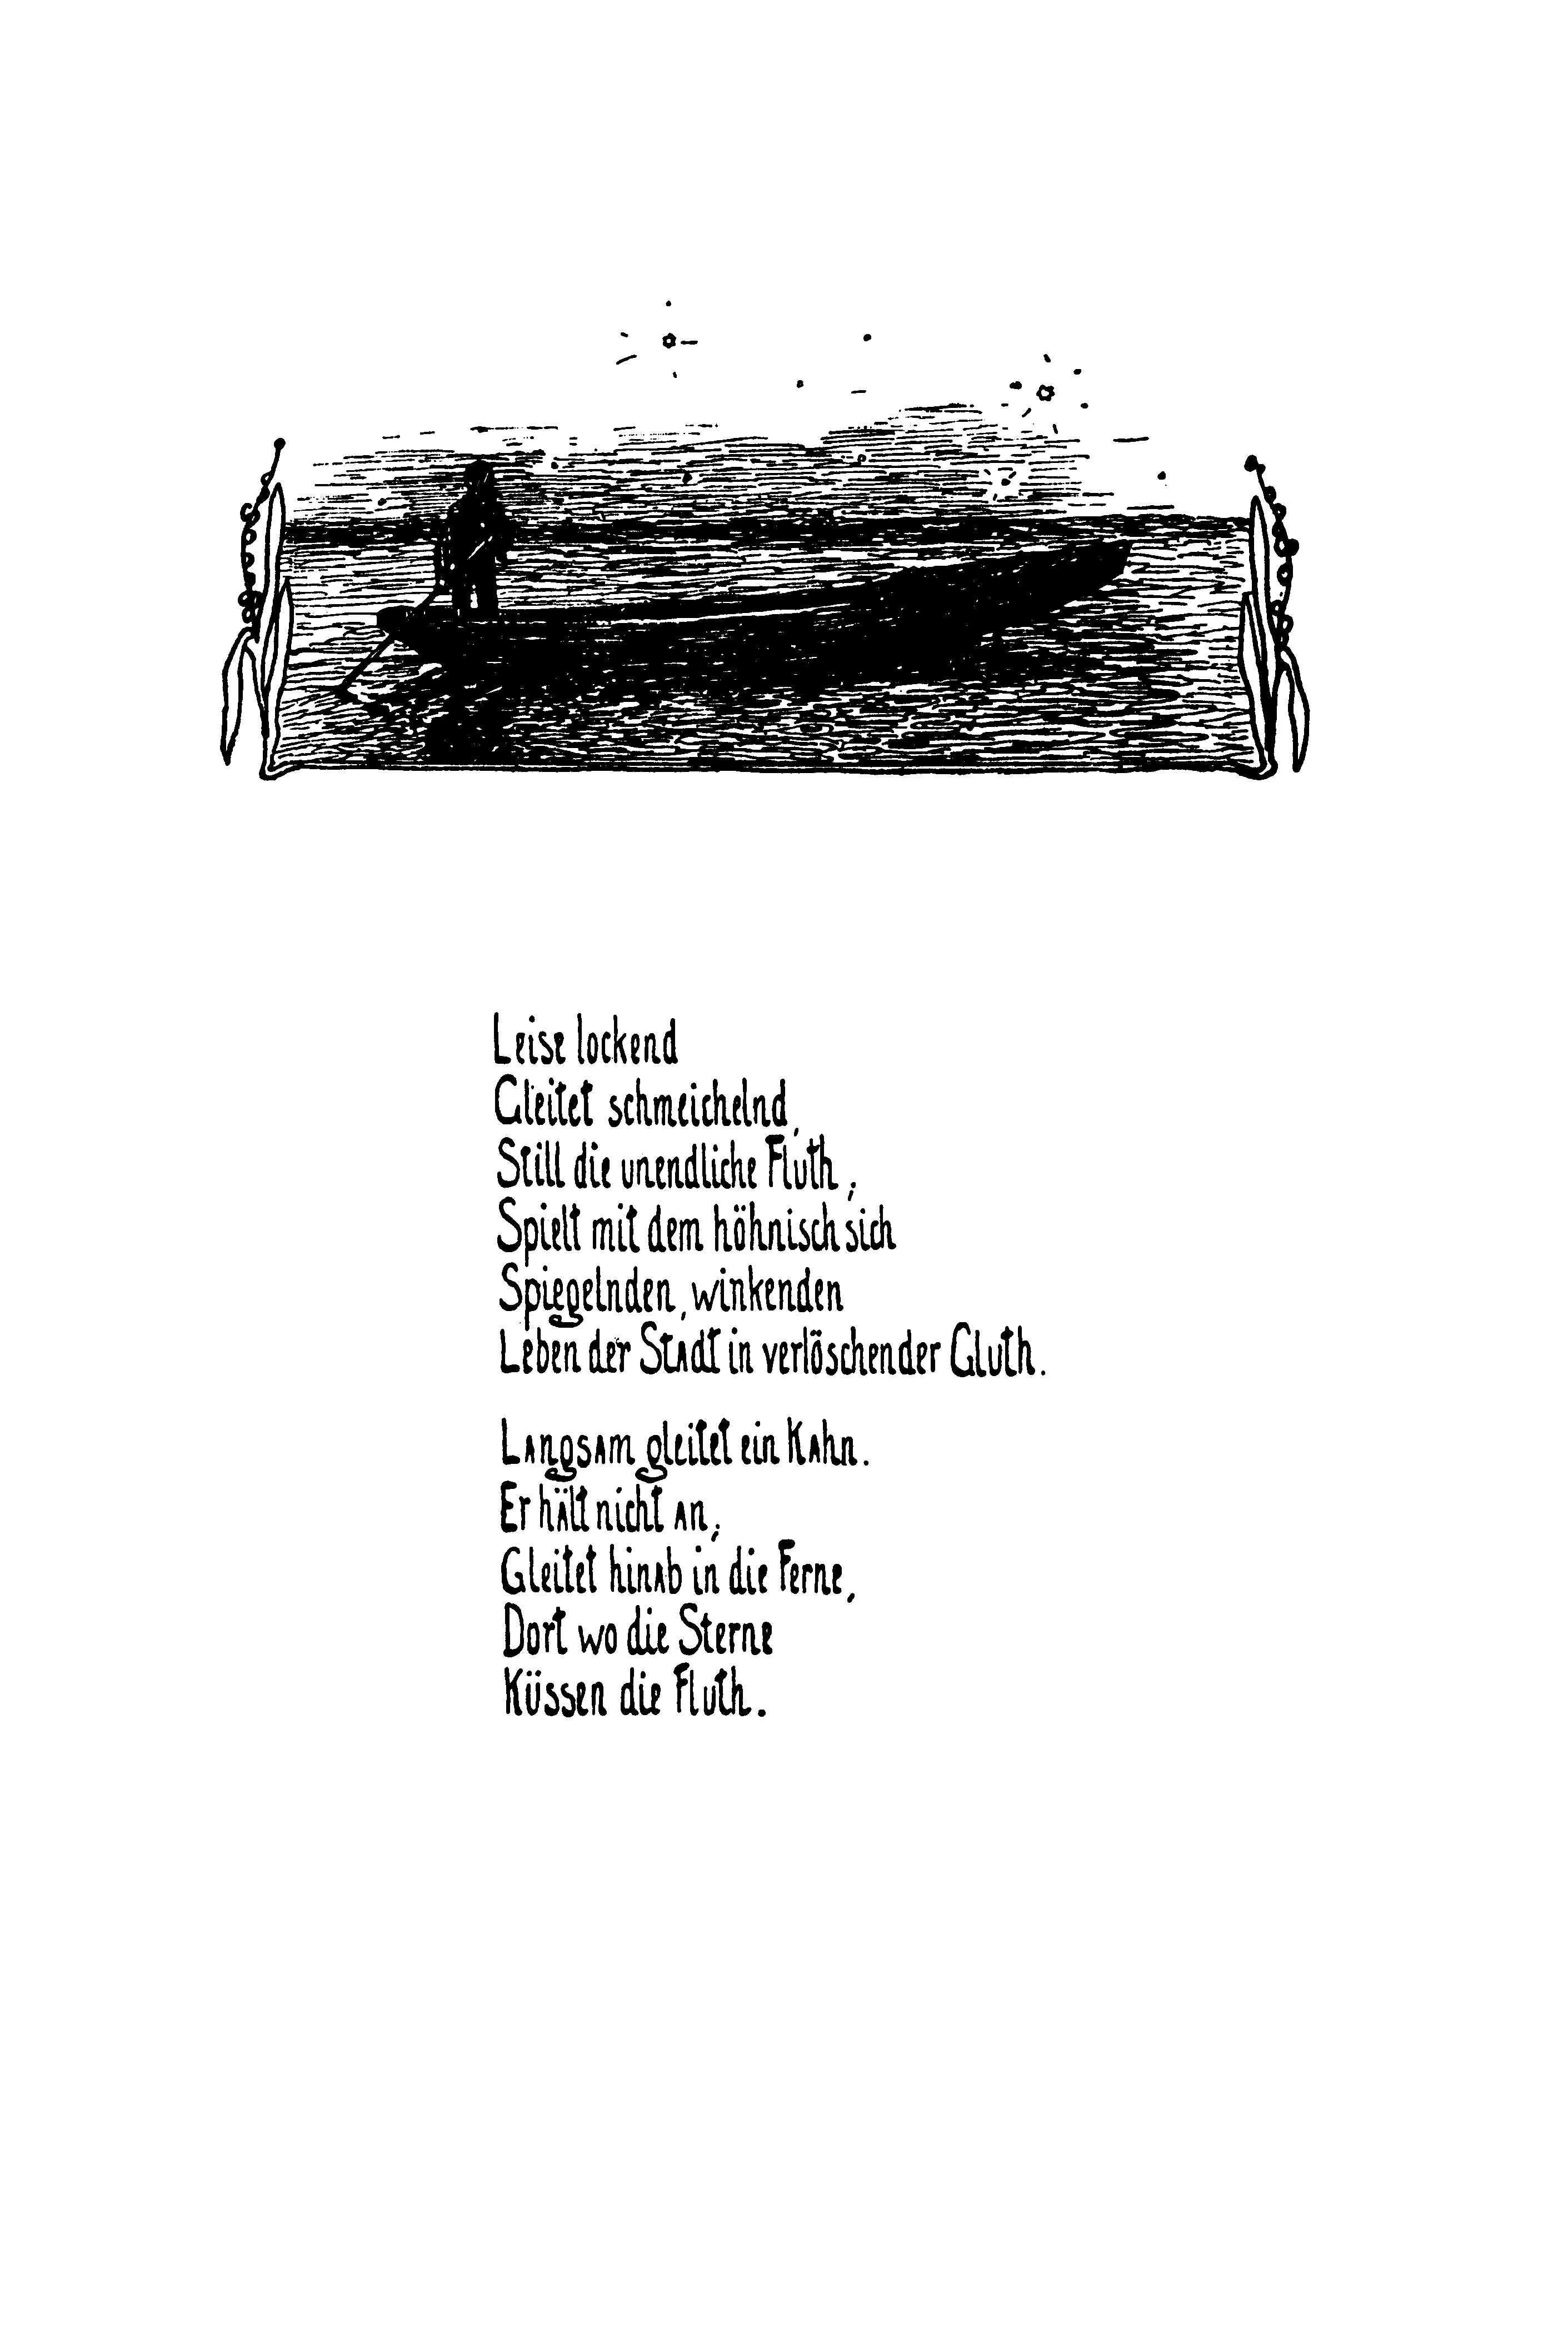 Leise lockend
Gleitet schmeichelnd,
Still die unendliche Fluth;
Spielt mit dem höhnisch sich
Spiegelnden, winkenden
Leben der Stadt in verlöschender Gluth.
Langsam gleitet ein Kahn.
Er hält nicht an;
Gleitet hinab in die Ferne,
Dort wo die Sterne
Küssen die Fluth.